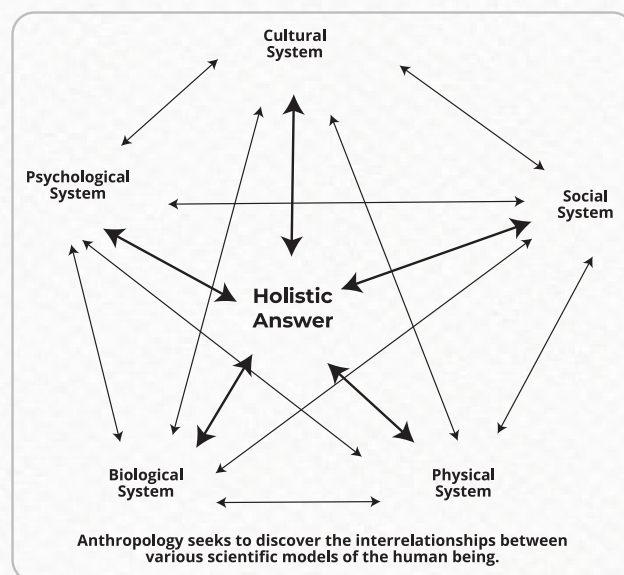 Cultural
System
Psychological
System
Social
System
Holistic
Answer
Biological
System
Physical
System
Anthropology seeks to discover the interrelationships between
various scientific models of the human being.